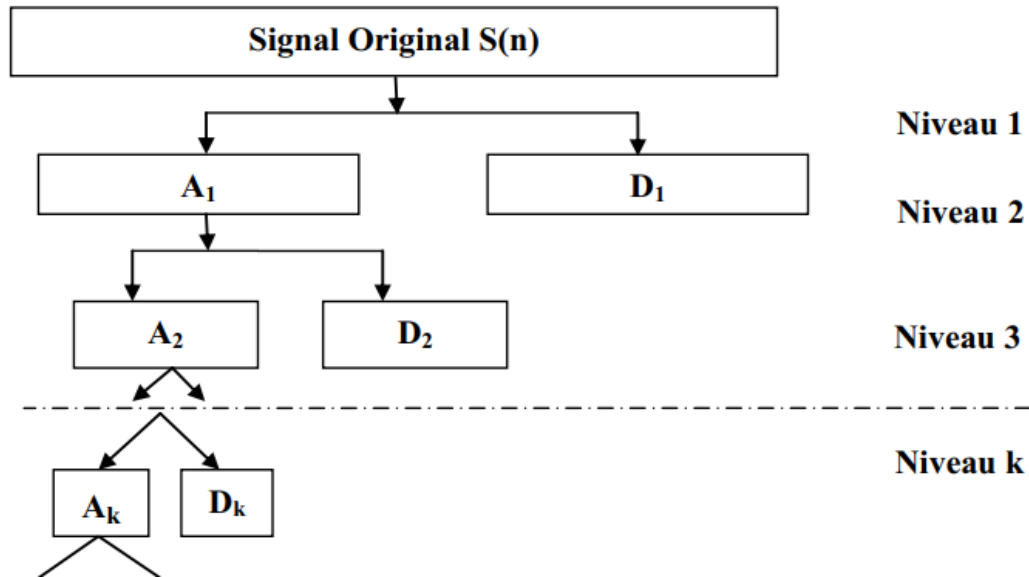 Signal Original S(n)
Niveau 1
A₁
D₁
Niveau 2
A₂
D₂
Niveau 3
Niveau k
Aₖ
Dₖ